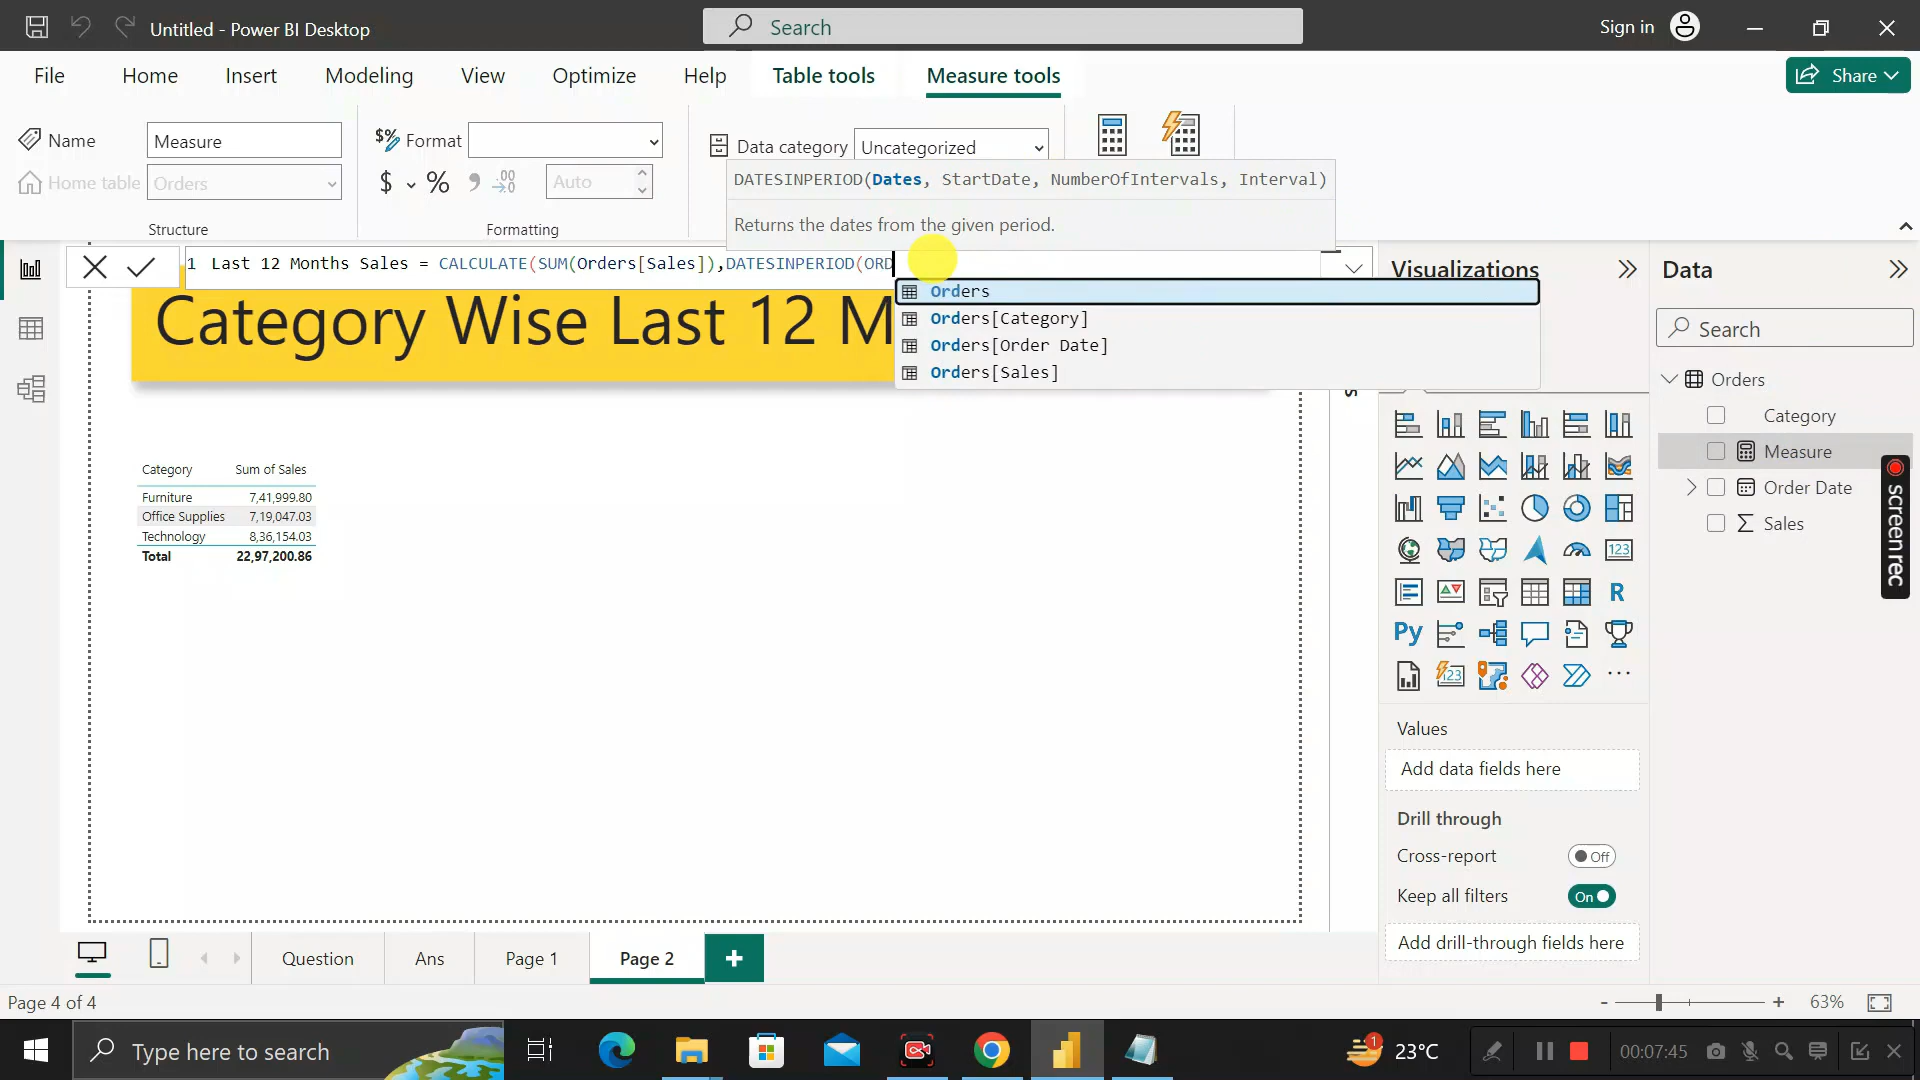 Untitled - Power BI Desktop
Search
Sign in
File
Home
Insert
Modeling
View
Optimize
Help
Table tools
Measure tools
Share
Name
Measure
Home table
Orders
Structure
$%
Format
$
%
Auto
Formatting
Data category
Uncategorized
DATESINPERIOD(Dates, StartDate, NumberOfIntervals, Interval)
Returns the dates from the given period.
1 Last 12 Months Sales = CALCULATE(SUM(Orders[Sales]),DATESINPERIOD(ORD
Orders
Orders[Category]
Orders[Order Date]
Orders[Sales]
Category Wise Last 12 M
Category Sum of Sales
Furniture 7,41,999.80
Office Supplies 7,19,047.03
Technology 8,36,154.03
Total 22,97,200.86
Visualizations
123
R
Py
123
Values
Add data fields here
Drill through
Cross-report
Off
Keep all filters
On
Add drill-through fields here
Data
Search
Orders
Category
Measure
Order Date
Sales
screen rec
Question
Ans
Page 1
Page 2
Page 4 of 4
63%
Type here to search
1
23°C
00:07:45